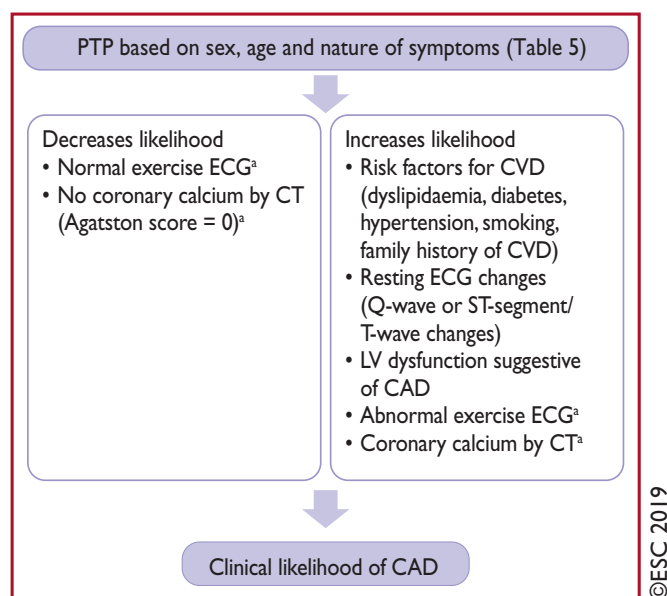 PTP based on sex, age and nature of symptoms (Table 5)
Decreases likelihood
• Normal exercise ECGᵃ
• No coronary calcium by CT
(Agatston score = 0)ᵃ
Increases likelihood
• Risk factors for CVD
(dyslipidaemia, diabetes,
hypertension, smoking,
family history of CVD)
• Resting ECG changes
(Q-wave or ST-segment/
T-wave changes)
• LV dysfunction suggestive
of CAD
• Abnormal exercise ECGᵃ
• Coronary calcium by CTᵃ
Clinical likelihood of CAD
©ESC 2019